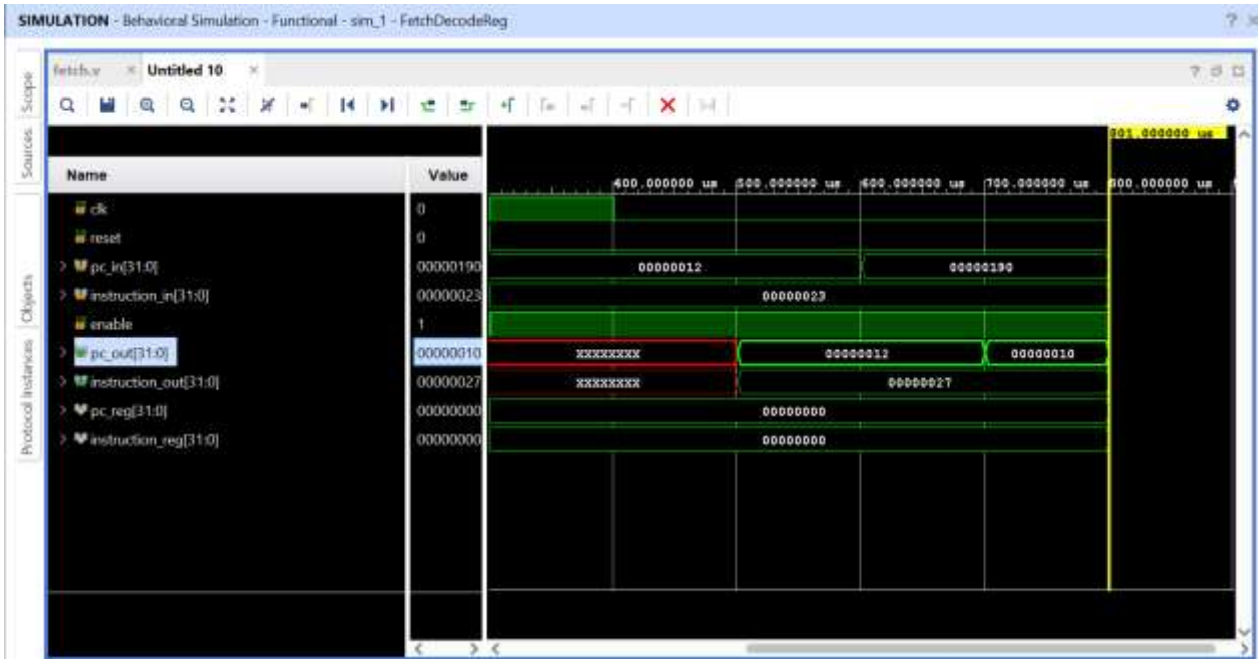 SIMULATION - Behavioral Simulation - Functional - sim_1 - FetchDecodeReg
fetch.v Untitled 10
Scope
Sources
Objects
Protocol Instances
Name Value
clk 0
reset 0
pc_in[31:0] 00000190
instruction_in[31:0] 00000023
enable 1
pc_out[31:0] 00000010
instruction_out[31:0] 00000027
pc_reg[31:0] 00000000
instruction_reg[31:0] 00000000
801.000000 us
400.000000 us 500.000000 us 600.000000 us 700.000000 us 800.000000 us
00000012 00000190
00000023
XXXXXXXX 00000012 00000010
XXXXXXXX 00000027
00000000
00000000